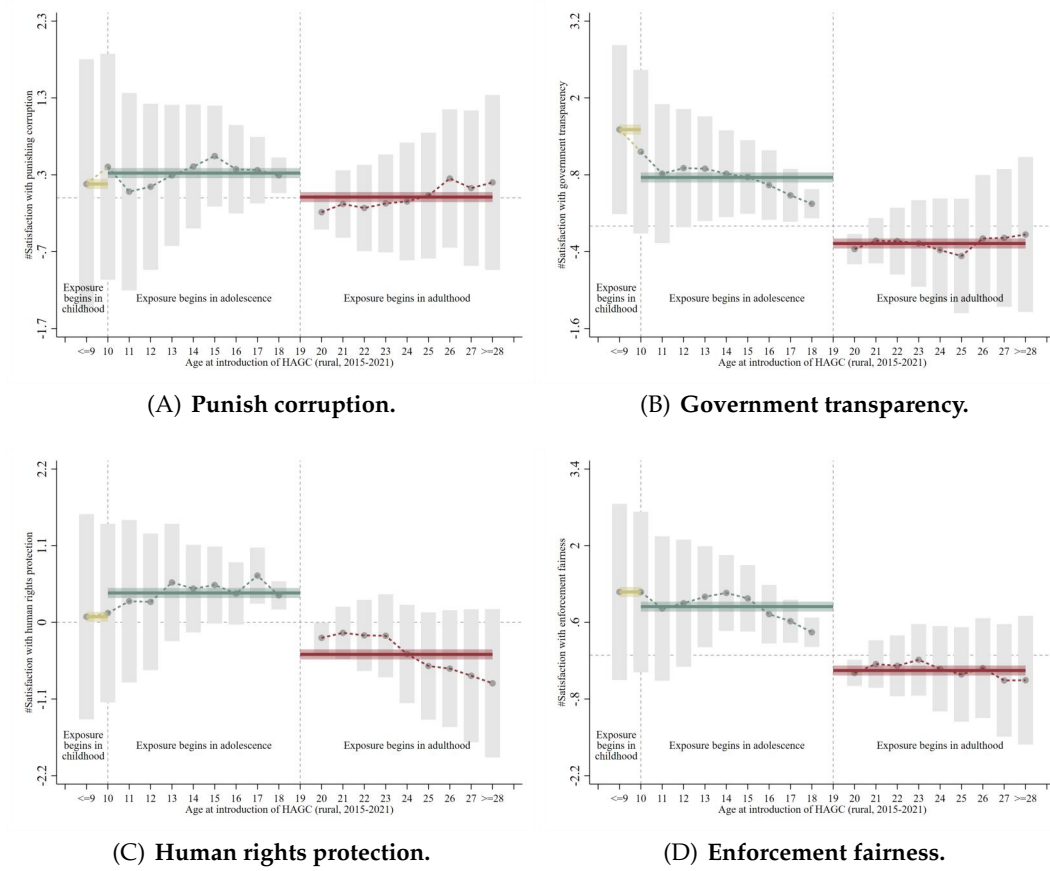 #Satisfaction with punishing corruption
2.3
1.3
.3
-.7
-1.7
Exposure
begins in
childhood
Exposure begins in adolescence
Exposure begins in adulthood
<=9 10 11 12 13 14 15 16 17 18 19 20 21 22 23 24 25 26 27 >=28
Age at introduction of HAGC (rural, 2015-2021)
(A) Punish corruption.
#Satisfaction with government transparency
3.2
2
.8
-.4
-1.6
Exposure
begins in
childhood
Exposure begins in adolescence
Exposure begins in adulthood
<=9 10 11 12 13 14 15 16 17 18 19 20 21 22 23 24 25 26 27 >=28
Age at introduction of HAGC (rural, 2015-2021)
(B) Government transparency.
#Satisfaction with human rights protection
2.2
1.1
0
-1.1
-2.2
Exposure
begins in
childhood
Exposure begins in adolescence
Exposure begins in adulthood
<=9 10 11 12 13 14 15 16 17 18 19 20 21 22 23 24 25 26 27 >=28
Age at introduction of HAGC (rural, 2015-2021)
(C) Human rights protection.
#Satisfaction with enforcement fairness
3.4
2
.6
-.8
-2.2
Exposure
begins in
childhood
Exposure begins in adolescence
Exposure begins in adulthood
<=9 10 11 12 13 14 15 16 17 18 19 20 21 22 23 24 25 26 27 >=28
Age at introduction of HAGC (rural, 2015-2021)
(D) Enforcement fairness.